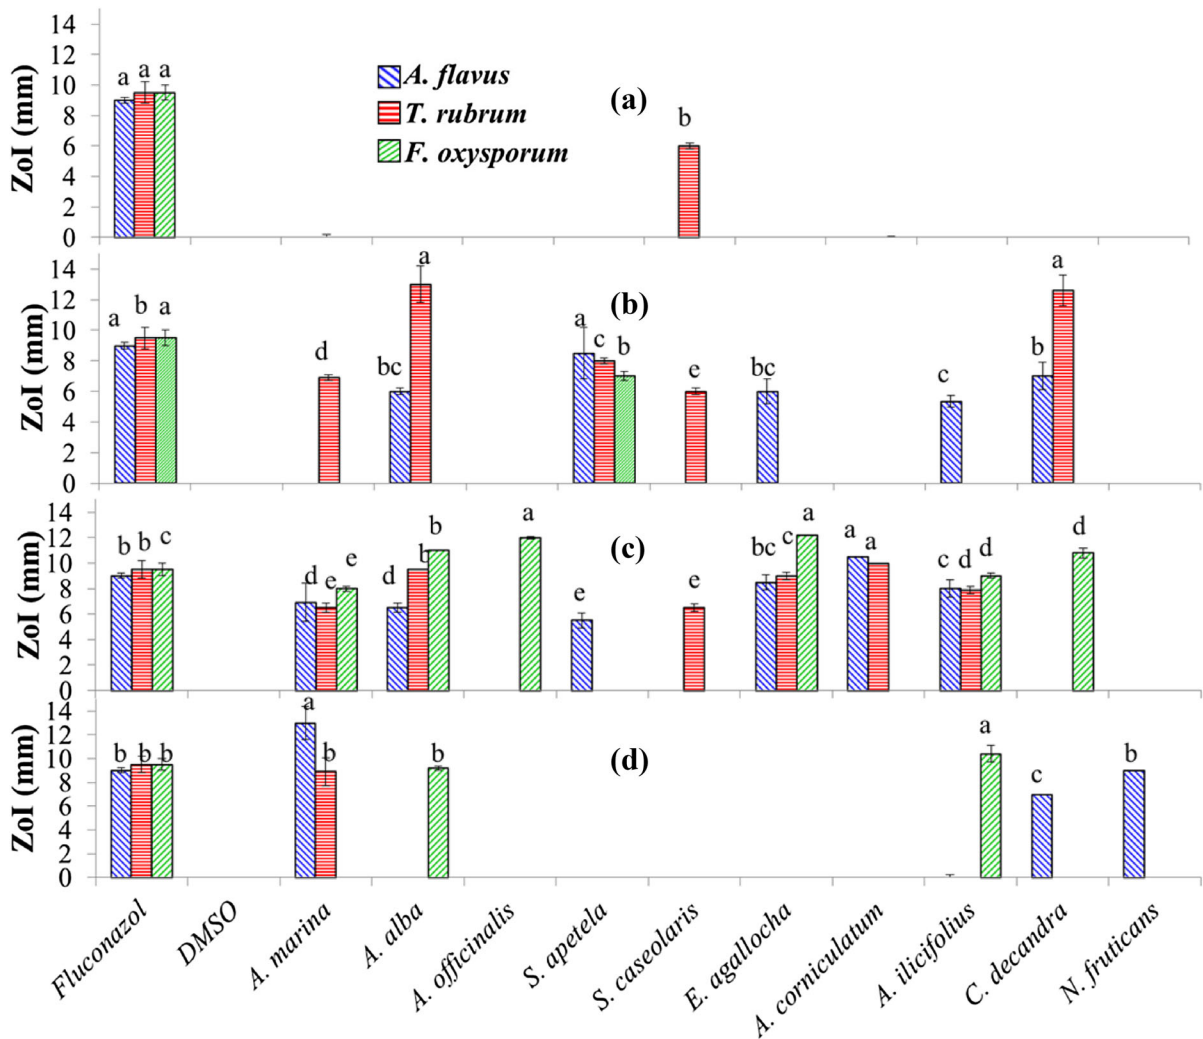 14
12
10
8
6
4
2
0
ZoI (mm)
a a a
A. flavus
T. rubrum
F. oxysporum
(a)
b
14
12
10
8
6
4
2
0
ZoI (mm)
a b a
d
bc a
(b)
a c b
e
bc
c
b a
14
12
10
8
6
4
2
0
ZoI (mm)
b b c
d e e
d b b
a
(c)
e
e
bc c a
a a
c d d
d
14
12
10
8
6
4
2
0
ZoI (mm)
b b b
a b
b
(d)
a
c
b
Fluconazol
DMSO
A. marina
A. alba
A. officinalis
S. apetela
S. caseolaris
E. agallocha
A. corniculatum
A. ilicifolius
C. decandra
N. fruticans